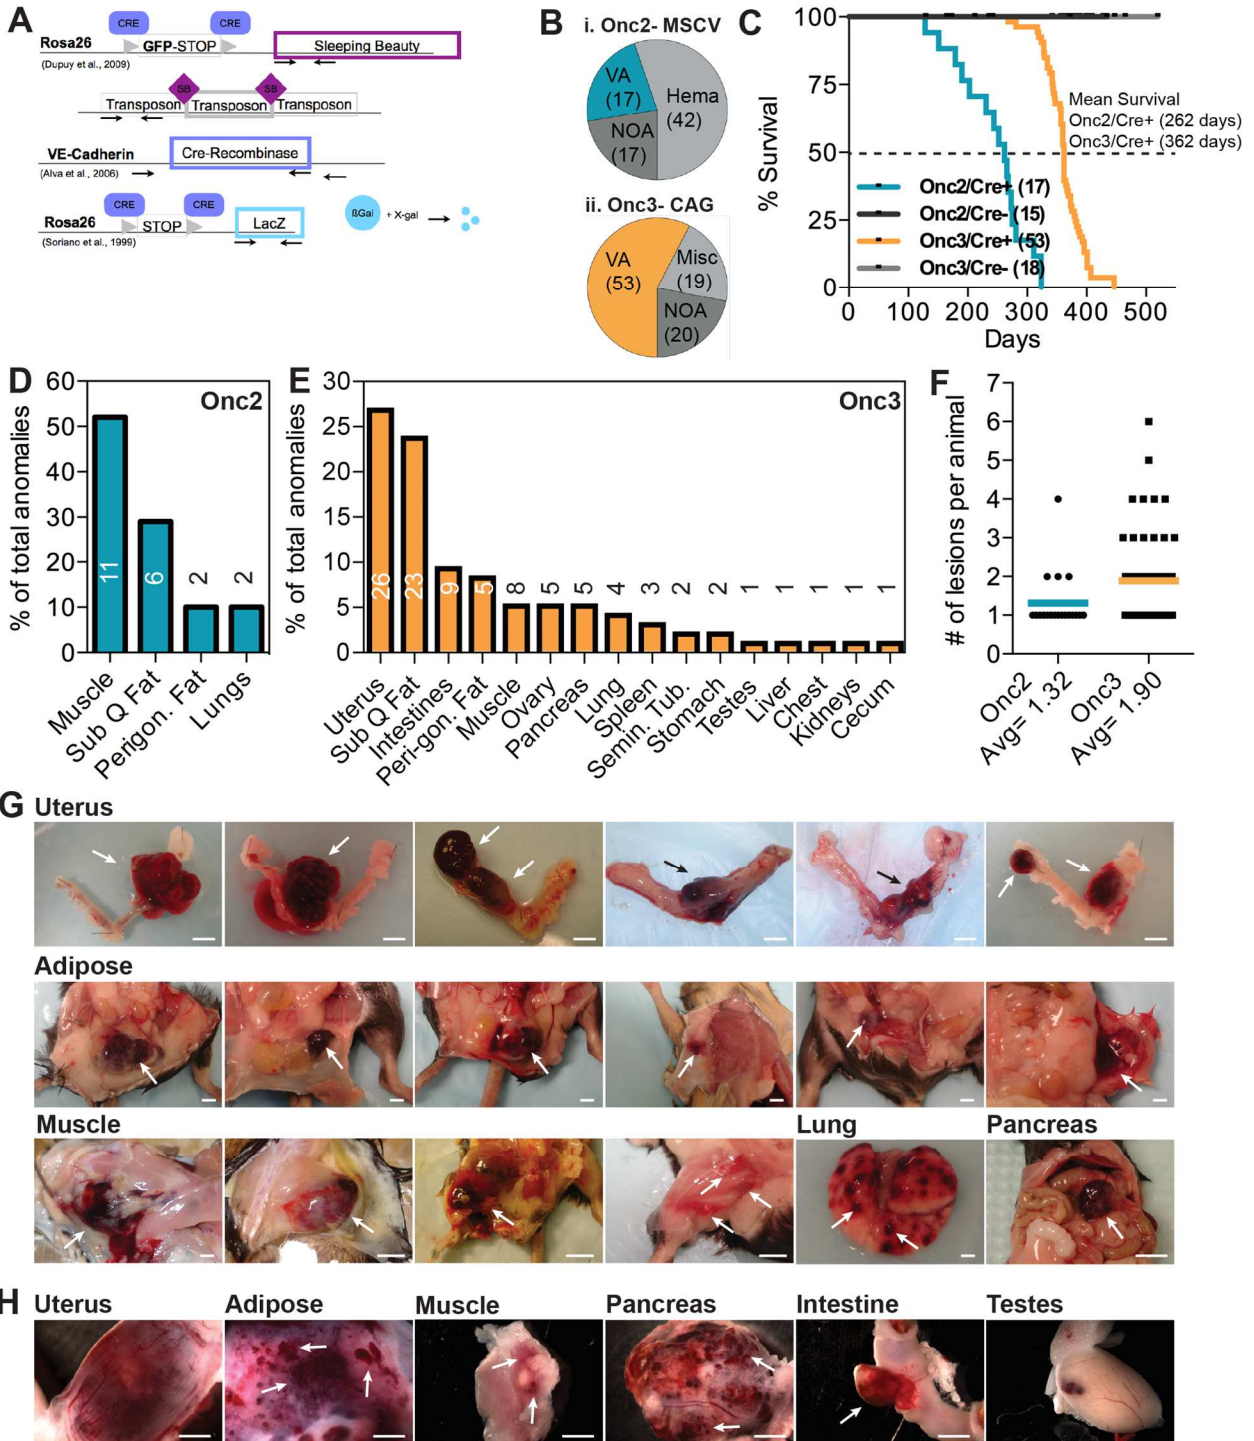 A
CRE
CRE
Rosa26
GFP-STOP
Sleeping Beauty
(Dupuy et al., 2009)
SB
SB
Transposon
Transposon
Transposon
VE-Cadherin
Cre-Recombinase
(Alva et al., 2006)
CRE
CRE
Rosa26
STOP
LacZ
(Soriano et al., 1999)
ßGal
+ X-gal
B
i. Onc2- MSCV
VA
(17)
Hema
(42)
NOA
(17)
ii. Onc3- CAG
VA
(53)
Misc
(19)
NOA
(20)
C
% Survival
100
75
50
25
0
Mean Survival
Onc2/Cre+ (262 days)
Onc3/Cre+ (362 days)
Onc2/Cre+ (17)
Onc2/Cre- (15)
Onc3/Cre+ (53)
Onc3/Cre- (18)
0 100 200 300 400 500
Days
D
% of total anomalies
60
50
40
30
20
10
0
Onc2
11 6 2 2
Muscle
Sub Q Fat
Perigon. Fat
Lungs
E
% of total anomalies
30
25
20
15
10
5
0
Onc3
26 23 9 5 8 5 5 4 3 2 2 1 1 1 1 1
Uterus
Sub Q Fat
Intestines
Peri-gon. Fat
Muscle
Ovary
Pancreas
Lung
Spleen
Semin. Tub.
Stomach
Testes
Liver
Chest
Kidneys
Cecum
F
# of lesions per animal
7
6
5
4
3
2
1
0
Onc2
Avg= 1.32
Onc3
Avg= 1.90
G
Uterus
Adipose
Muscle
Lung
Pancreas
H
Uterus
Adipose
Muscle
Pancreas
Intestine
Testes